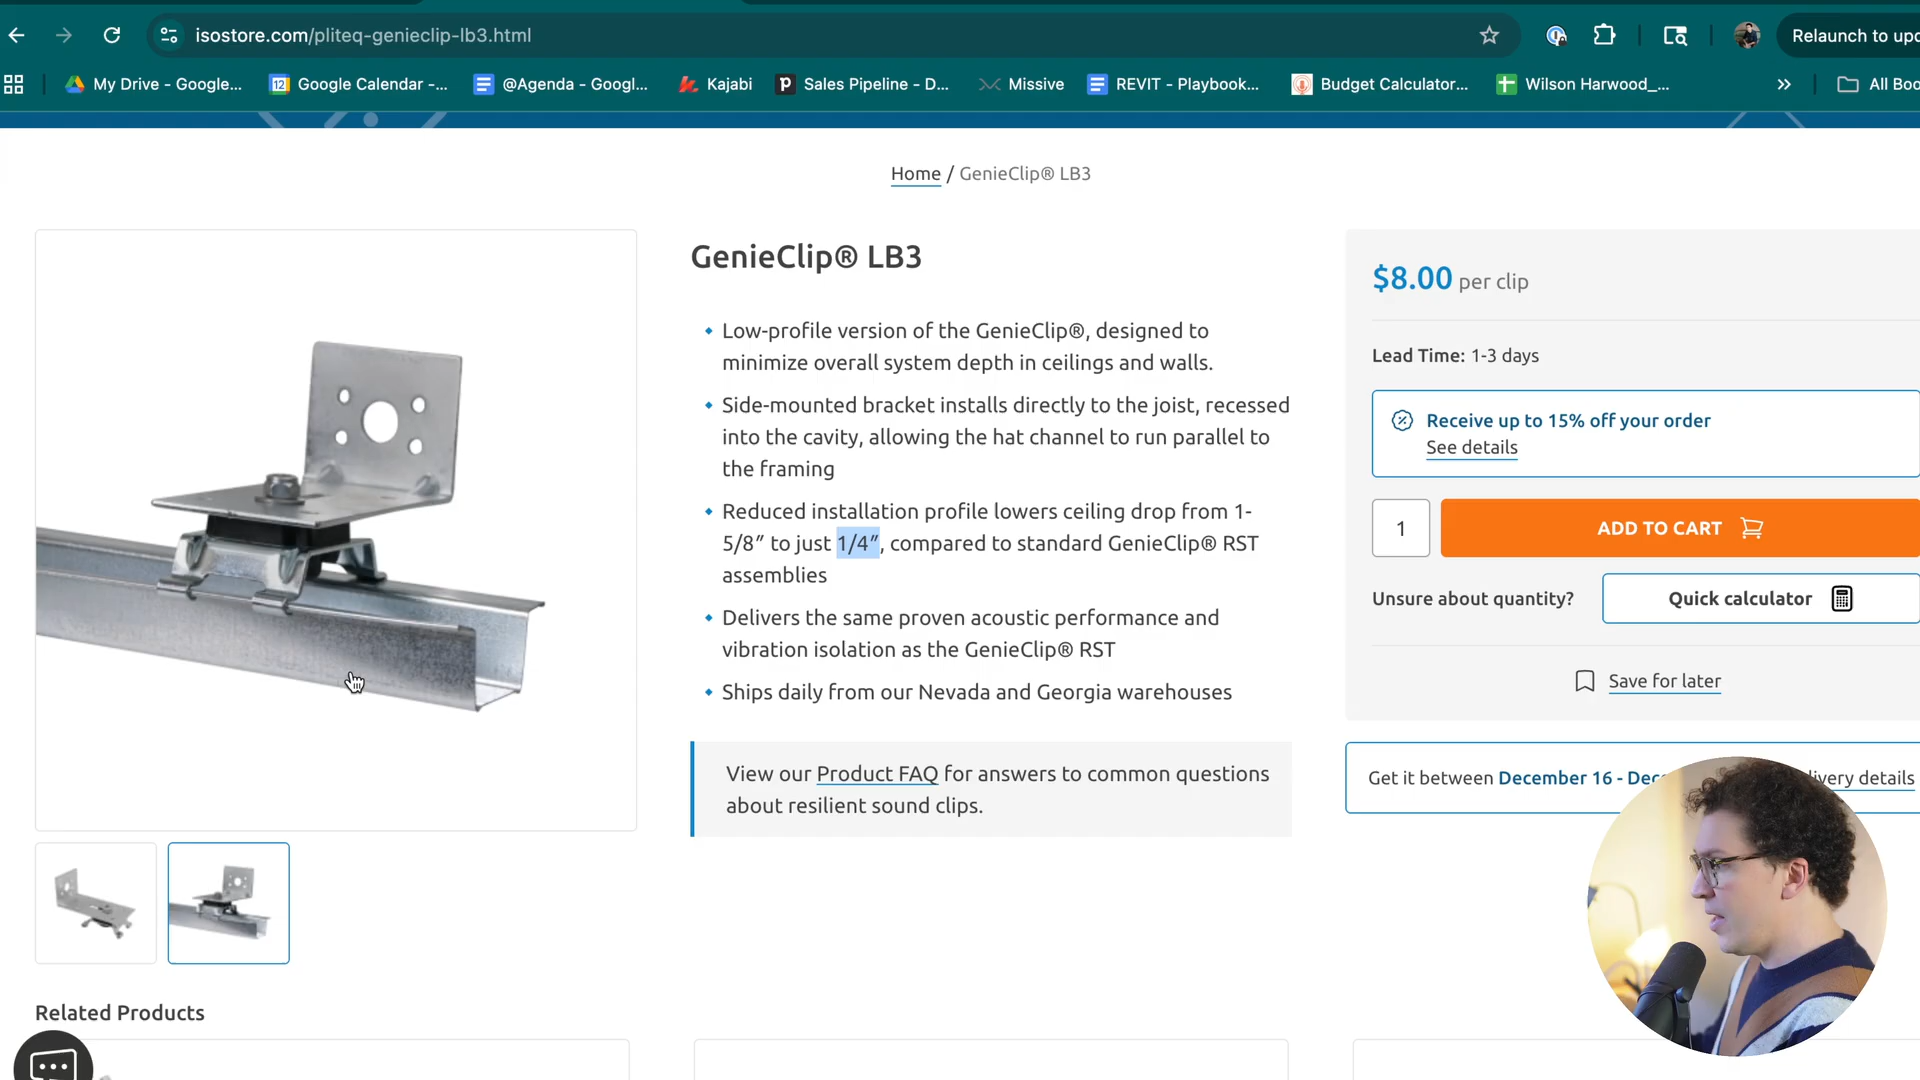 isostore.com/pliteq-genieclip-lb3.html
Relaunch to upd
My Drive - Google...
Google Calendar -...
@Agenda - Googl...
Kajabi
Sales Pipeline - D...
Missive
REVIT - Playbook...
Budget Calculator...
Wilson Harwood_...
All Boo
Home / GenieClip® LB3
GenieClip® LB3
Low-profile version of the GenieClip®, designed to
minimize overall system depth in ceilings and walls.
Side-mounted bracket installs directly to the joist, recessed
into the cavity, allowing the hat channel to run parallel to
the framing
Reduced installation profile lowers ceiling drop from 1-
5/8″ to just 1/4″, compared to standard GenieClip® RST
assemblies
Delivers the same proven acoustic performance and
vibration isolation as the GenieClip® RST
Ships daily from our Nevada and Georgia warehouses
View our Product FAQ for answers to common questions
about resilient sound clips.
$8.00 per clip
Lead Time: 1-3 days
Receive up to 15% off your order
See details
1
ADD TO CART
Unsure about quantity?
Quick calculator
Save for later
Get it between December 16 - Dec
livery details
Related Products